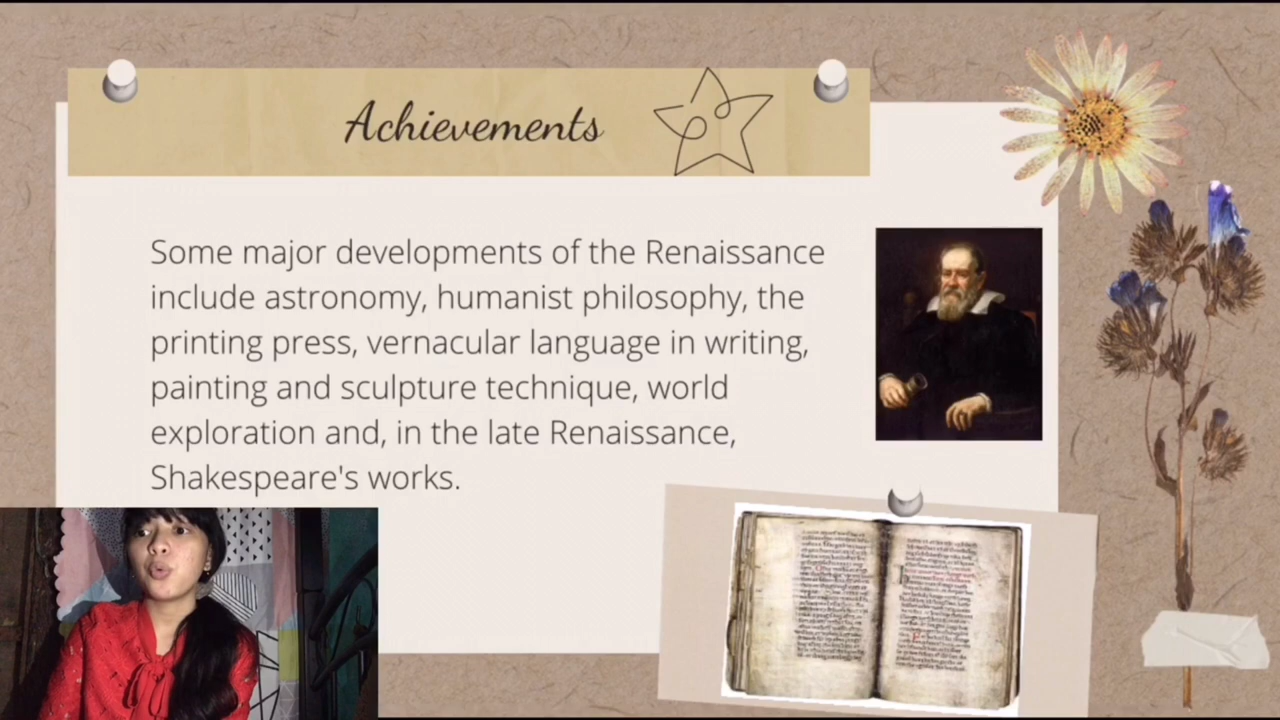 Achievements
Some major developments of the Renaissance
include astronomy, humanist philosophy, the
printing press, vernacular language in writing,
painting and sculpture technique, world
exploration and, in the late Renaissance,
Shakespeare's works.